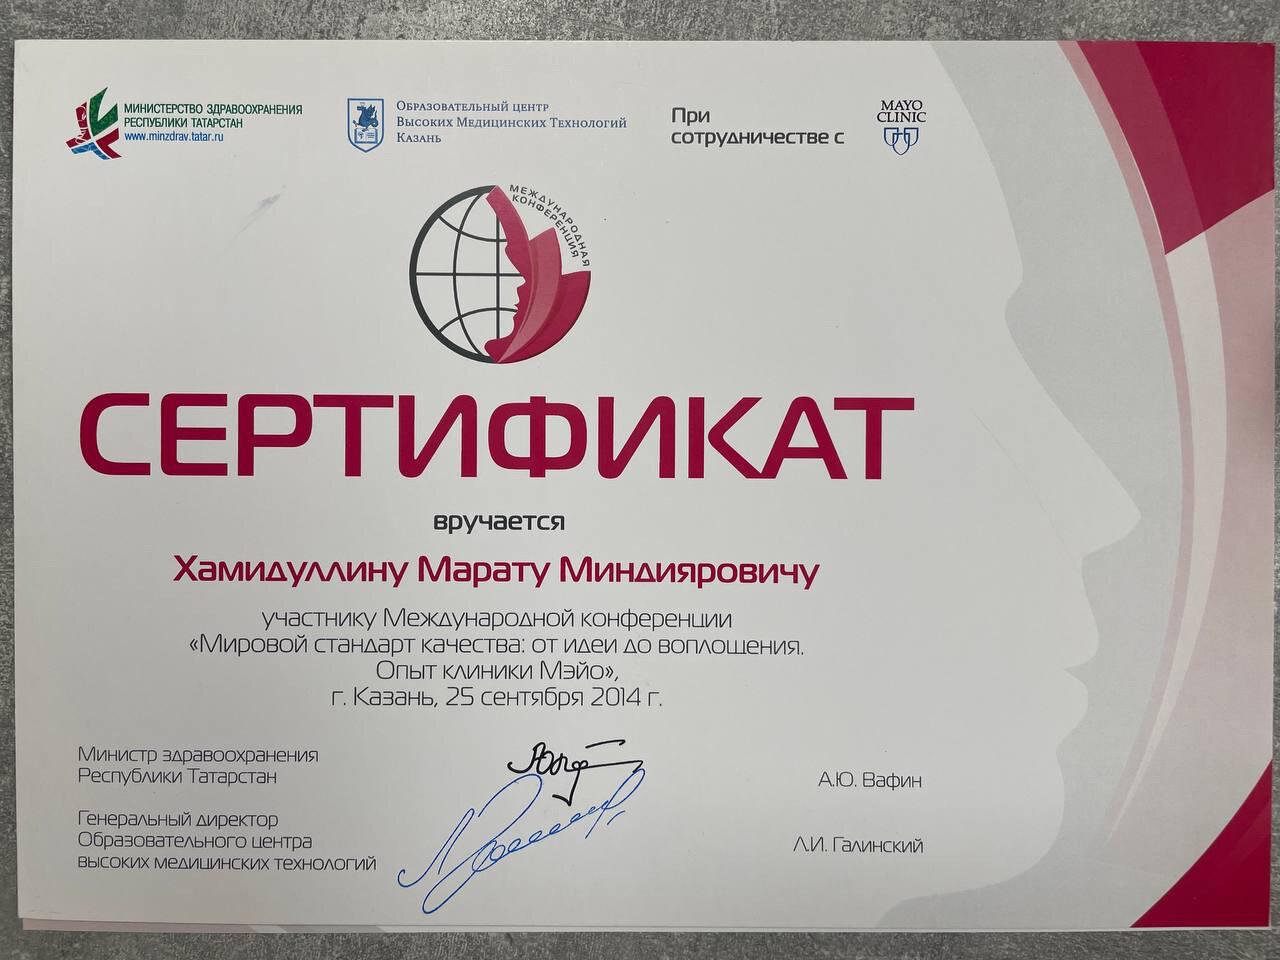 МИНИСТЕРСТВО ЗДРАВООХРАНЕНИЯ
РЕСПУБЛИКИ ТАТАРСТАН
www.minzdrav.tatar.ru
Образовательный центр
Высоких Медицинских Технологий
Казань
При
сотрудничестве с
MAYO
CLINIC
МЕЖДУНАРОДНАЯ
КОНФЕРЕНЦИЯ
СЕРТИФИКАТ
вручается
Хамидуллину Марату Миндияровичу
участнику Международной конференции
«Мировой стандарт качества: от идеи до воплощения.
Опыт клиники Мэйо»,
г. Казань, 25 сентября 2014 г.
Министр здравоохранения
Республики Татарстан
А.Ю. Вафин
Генеральный директор
Образовательного центра
высоких медицинских технологий
Л.И. Галинский